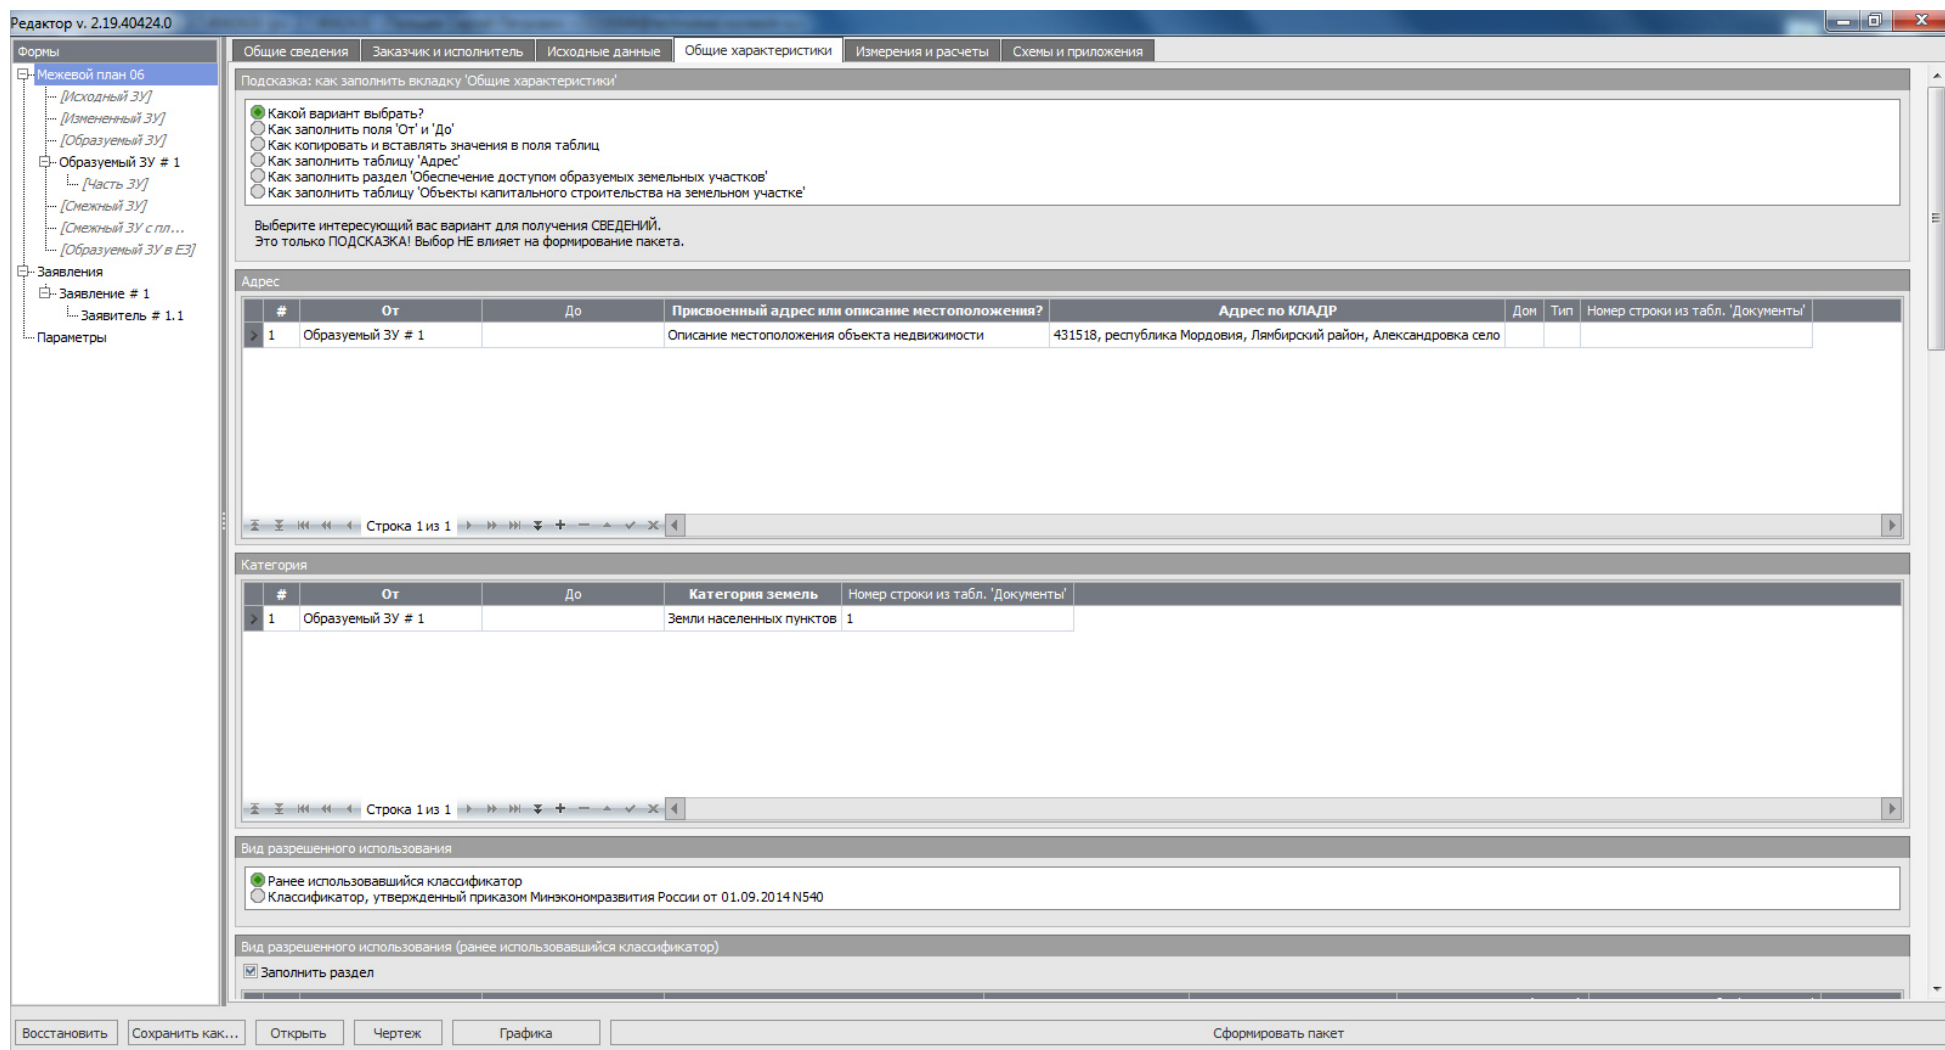 Редактор v. 2.19.40424.0
Формы
Межевой план 06
[Исходный ЗУ]
[Измененный ЗУ]
[Образуемый ЗУ]
Образуемый ЗУ # 1
[Часть ЗУ]
[Смежный ЗУ]
[Смежный ЗУ с пл...
[Образуемый ЗУ в ЕЗ]
Заявления
Заявление # 1
Заявитель # 1.1
Параметры
Общие сведения Заказчик и исполнитель Исходные данные Общие характеристики Измерения и расчеты Схемы и приложения
Подсказка: как заполнить вкладку 'Общие характеристики'
Какой вариант выбрать?
Как заполнить поля 'От' и 'До'
Как копировать и вставлять значения в поля таблиц
Как заполнить таблицу 'Адрес'
Как заполнить раздел 'Обеспечение доступом образуемых земельных участков'
Как заполнить таблицу 'Объекты капитального строительства на земельном участке'
Выберите интересующий вас вариант для получения СВЕДЕНИЙ.
Это только ПОДСКАЗКА! Выбор НЕ влияет на формирование пакета.
Адрес
# От До Присвоенный адрес или описание местоположения? Адрес по КЛАДР Дом Тип Номер строки из табл. 'Документы'
1 Образуемый ЗУ # 1 Описание местоположения объекта недвижимости 431518, республика Мордовия, Лямбирский район, Александровка село
Строка 1 из 1
Категория
# От До Категория земель Номер строки из табл. 'Документы'
1 Образуемый ЗУ # 1 Земли населенных пунктов 1
Строка 1 из 1
Вид разрешенного использования
Ранее использовавшийся классификатор
Классификатор, утвержденный приказом Минэкономразвития России от 01.09.2014 N540
Вид разрешенного использования (ранее использовавшийся классификатор)
Заполнить раздел
Восстановить Сохранить как... Открыть Чертеж Графика Сформировать пакет